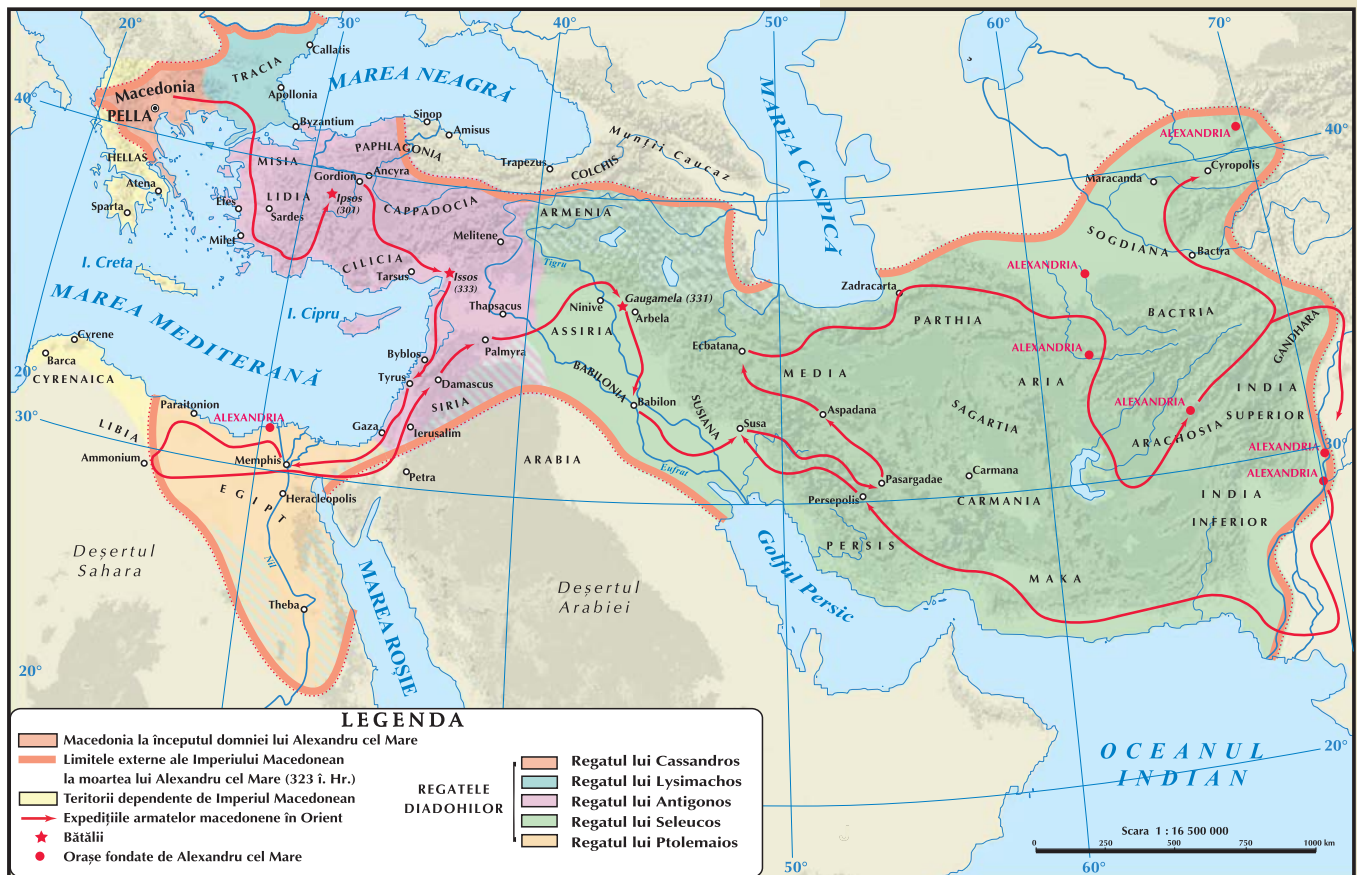 20°
30°
40°
50°
60°
70°
Callatis
TRACIA
MAREA NEAGRĂ
Macedonia
Apollonia
40°
PELLA
Byzantium
Sinop
Amisus
MAREA CASPICĂ
Munții Caucaz
ALEXANDRIA
40°
MISIA
PAPHLAGONIA
HELLAS
Trapezus
COLCHIS
Cyropolis
Gordion
Ancyra
Maracanda
Atena
Efes
LIDIA
Ipsos
(301)
Sardes
CAPPADOCIA
ARMENIA
Sparta
Milet
Melitene
SOGDIANA
Bactra
I. Creta
CILICIA
Tarsus
Issos
(333)
Tigru
ALEXANDRIA
Zadracarta
MAREA MEDITERANĂ
I. Cipru
Thapsacus
Ninive
Gaugamela (331)
Arbela
PARTHIA
BACTRIA
GANDHARA
Cyrene
Barca
CYRENAICA
ASSIRIA
Palmyra
Byblos
Ecbatana
ALEXANDRIA
20°
Tyrus
Damascus
BABILONIA
MEDIA
ARIA
INDIA
SUPERIOR
30°
Paraitonion
SIRIA
Babilon
SUSIANA
Aspadana
SAGARTIA
ALEXANDRIA
ARACHOSIA
ALEXANDRIA
LIBIA
Gaza
Ierusalim
Susa
30°
ALEXANDRIA
Ammonium
Memphis
ARABIA
Eufrat
Petra
Pasargadae
Carmana
ALEXANDRIA
EGIPT
Heracleopolis
Persepolis
CARMANIA
INDIA
INFERIOR
Deșertul
Sahara
Nil
MAREA ROȘIE
Golful Persic
PERSIS
MAKA
Deșertul
Arabiei
Theba
20°
OCEANUL
INDIAN
20°
LEGENDA
Macedonia la începutul domniei lui Alexandru cel Mare
Limitele externe ale Imperiului Macedonean
la moartea lui Alexandru cel Mare (323 î. Hr.)
Teritorii dependente de Imperiul Macedonean
Expedițiile armatelor macedonene în Orient
Bătălii
Orașe fondate de Alexandru cel Mare
REGATELE
DIADOHILOR
Regatul lui Cassandros
Regatul lui Lysimachos
Regatul lui Antigonos
Regatul lui Seleucos
Regatul lui Ptolemaios
Scara 1 : 16 500 000
0 250 500 750 1000 km
50°
60°